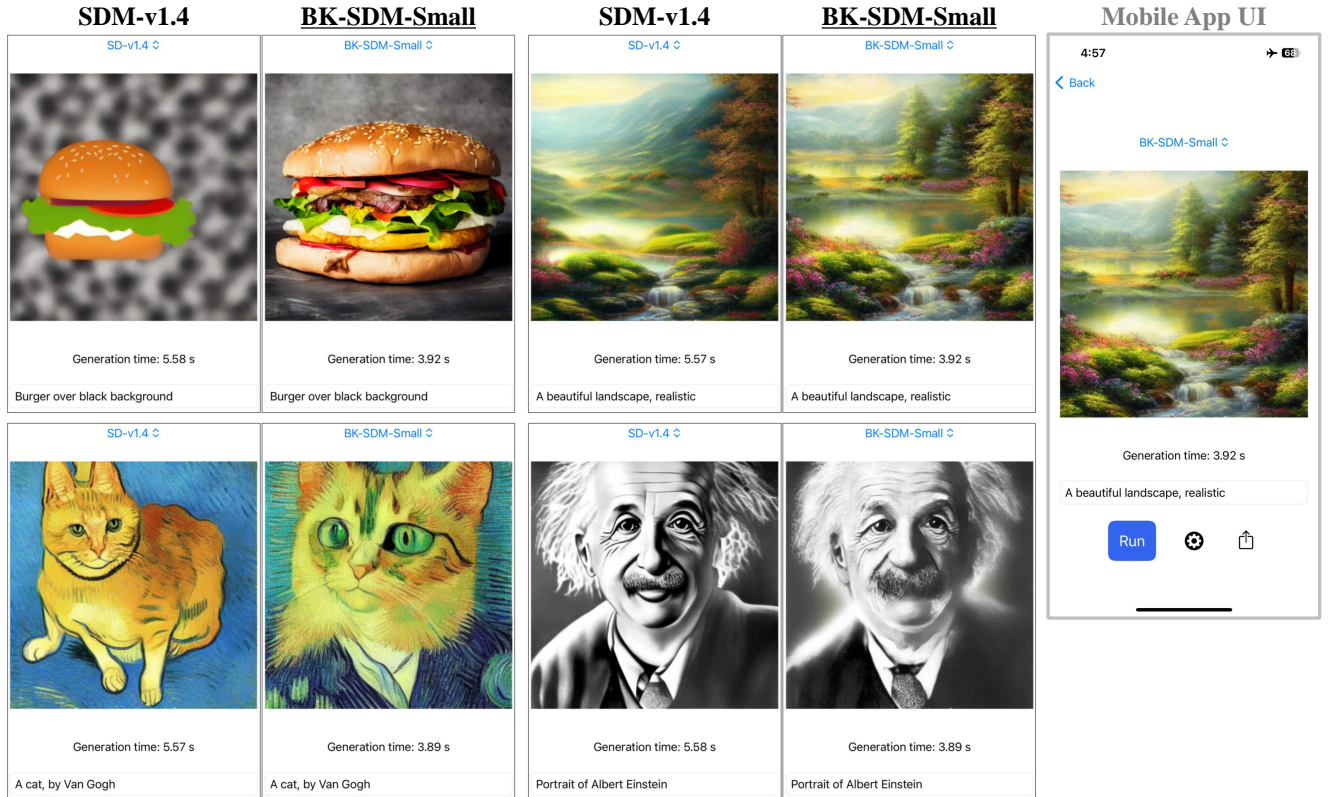 SDM-v1.4
BK-SDM-Small
SDM-v1.4
BK-SDM-Small
Mobile App UI
SD-v1.4
BK-SDM-Small
SD-v1.4
BK-SDM-Small
Generation time: 5.58 s
Generation time: 3.92 s
Generation time: 5.57 s
Generation time: 3.92 s
Burger over black background
Burger over black background
A beautiful landscape, realistic
A beautiful landscape, realistic
SD-v1.4
BK-SDM-Small
SD-v1.4
BK-SDM-Small
Generation time: 5.57 s
Generation time: 3.89 s
Generation time: 5.58 s
Generation time: 3.89 s
A cat, by Van Gogh
A cat, by Van Gogh
Portrait of Albert Einstein
Portrait of Albert Einstein
4:57
68
Back
BK-SDM-Small
Generation time: 3.92 s
A beautiful landscape, realistic
Run